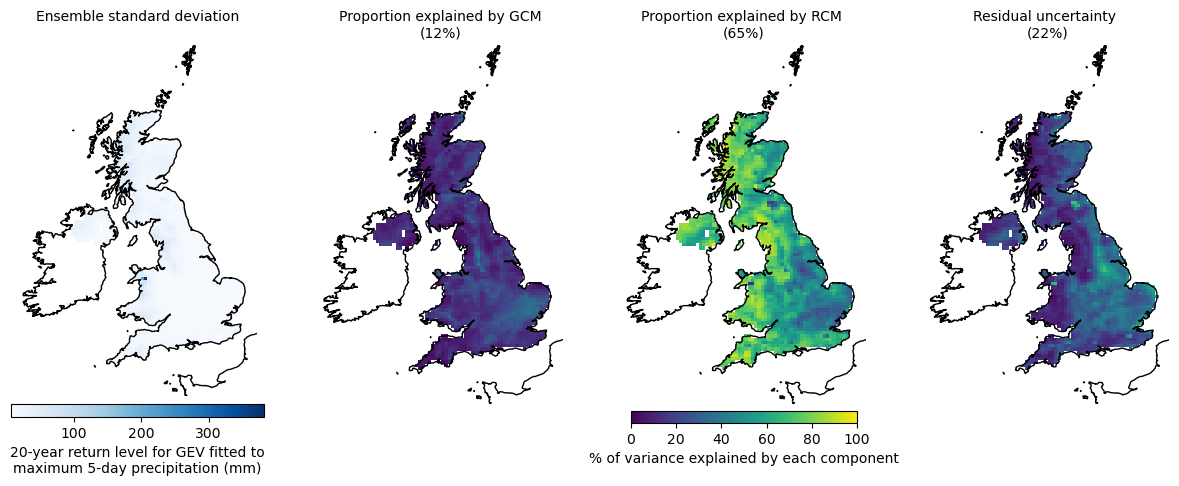 Ensemble standard deviation
Proportion explained by GCM
(12%)
Proportion explained by RCM
(65%)
Residual uncertainty
(22%)
100 200 300
20-year return level for GEV fitted to
maximum 5-day precipitation (mm)
0 20 40 60 80 100
% of variance explained by each component